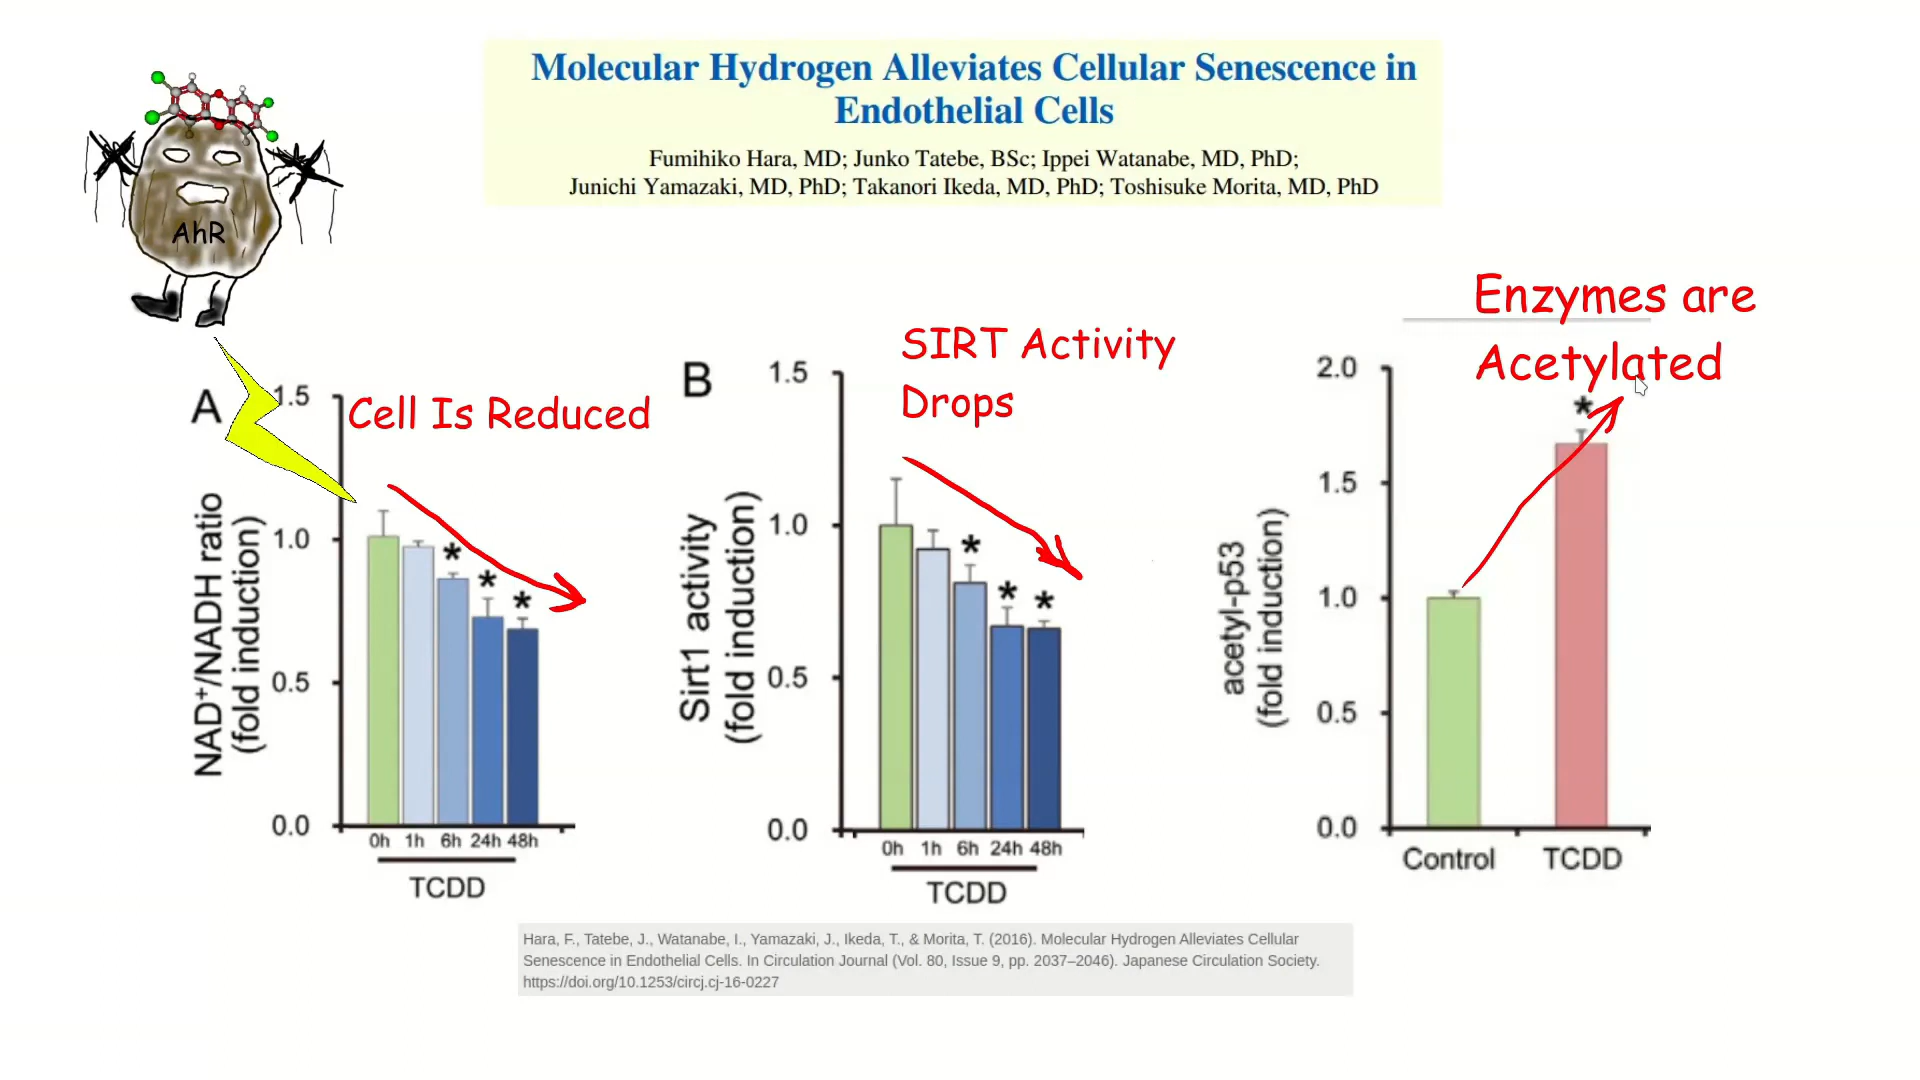 Molecular Hydrogen Alleviates Cellular Senescence in
Endothelial Cells
Fumihiko Hara, MD; Junko Tatebe, BSc; Ippei Watanabe, MD, PhD;
Junichi Yamazaki, MD, PhD; Takanori Ikeda, MD, PhD; Toshisuke Morita, MD, PhD
AhR
A
Cell Is Reduced
NAD+/NADH ratio
(fold induction)
1.5
1.0
0.5
0.0
* * *
0h 1h 6h 24h 48h
TCDD
B
SIRT Activity
Drops
Sirt1 activity
(fold induction)
1.5
1.0
0.5
0.0
* * *
0h 1h 6h 24h 48h
TCDD
Enzymes are
Acetylated
acetyl-p53
(fold induction)
2.0
1.5
1.0
0.5
0.0
*
Control TCDD
Hara, F., Tatebe, J., Watanabe, I., Yamazaki, J., Ikeda, T., & Morita, T. (2016). Molecular Hydrogen Alleviates Cellular
Senescence in Endothelial Cells. In Circulation Journal (Vol. 80, Issue 9, pp. 2037–2046). Japanese Circulation Society.
https://doi.org/10.1253/circj.cj-16-0227